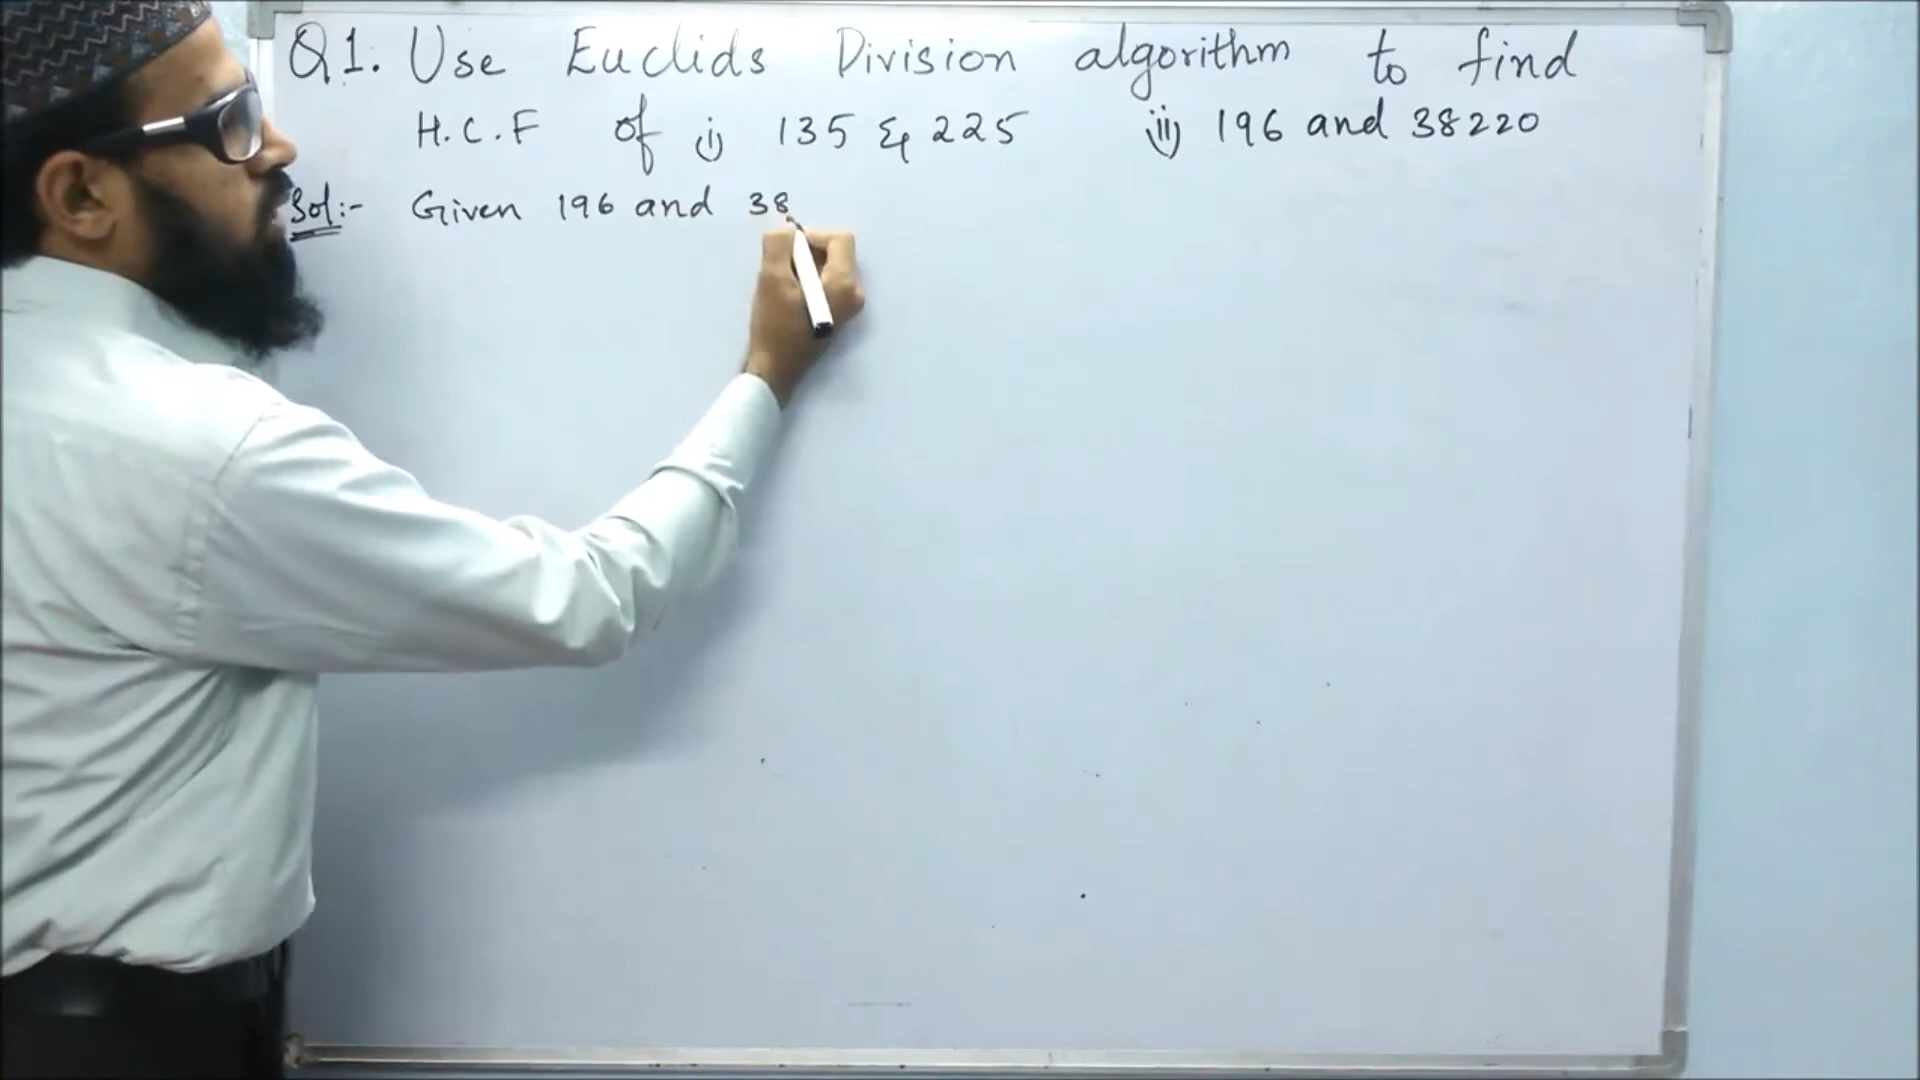 Q1. Use Euclids Division algorithm to find
H.C.F of i) 135 & 225 ii) 196 and 38220
Sol:- Given 196 and 38